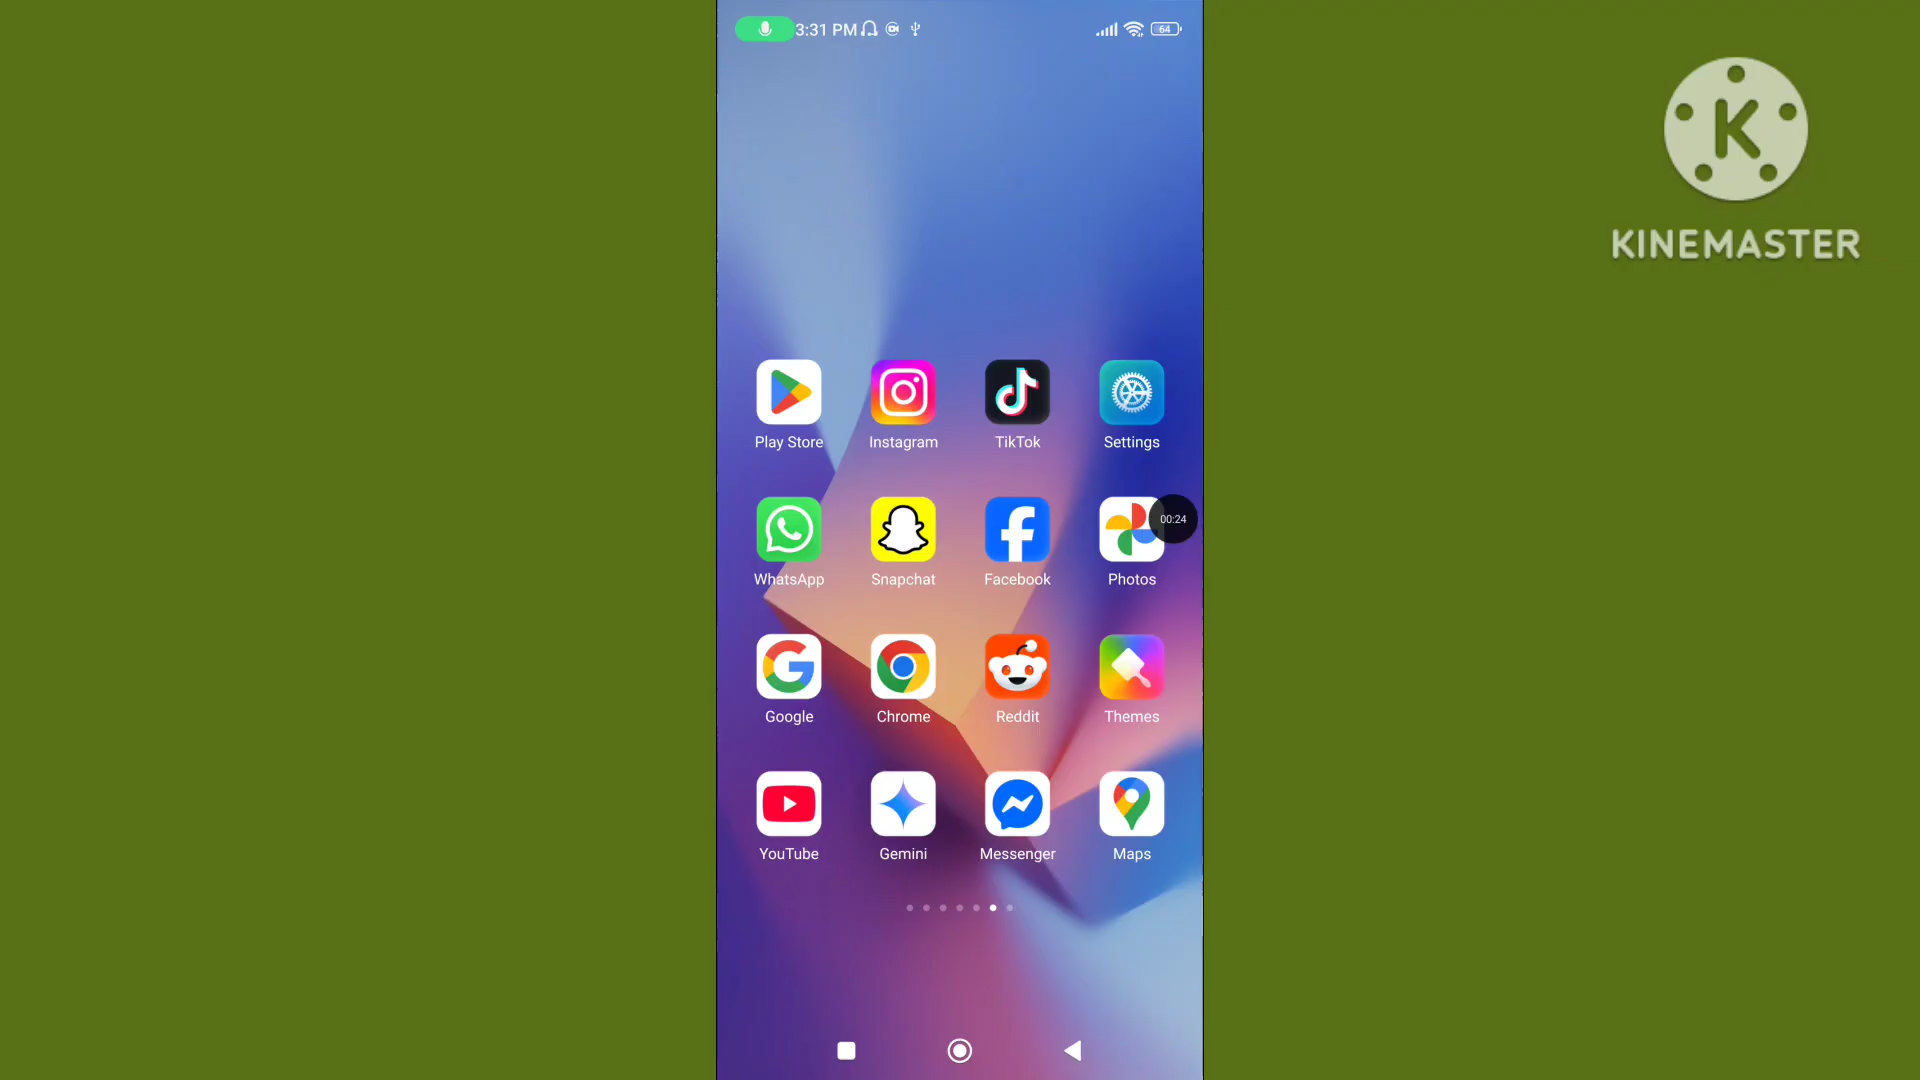 3:31 PM
64
K
KINEMASTER
Play Store
Instagram
TikTok
Settings
00:24
WhatsApp
Snapchat
Facebook
Photos
Google
Chrome
Reddit
Themes
YouTube
Gemini
Messenger
Maps